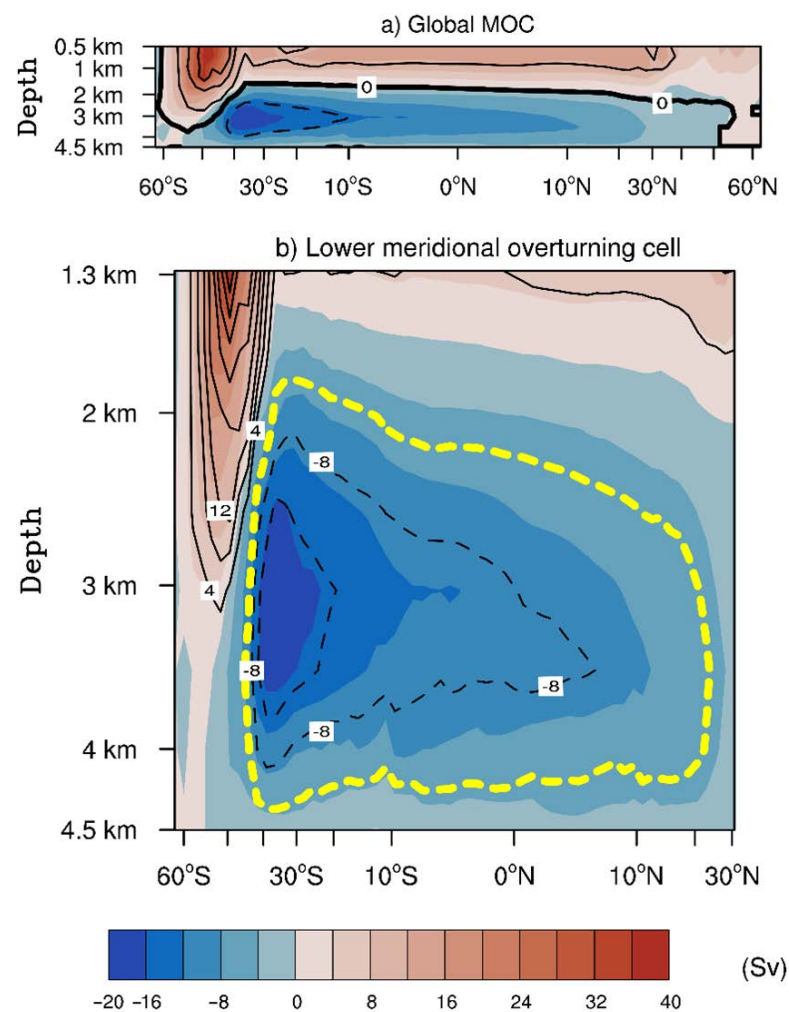 a) Global MOC
0.5 km
1 km
2 km
3 km
4.5 km
Depth
0
0
60°S 30°S 10°S 0°N 10°N 30°N 60°N
b) Lower meridional overturning cell
1.3 km
2 km
3 km
4 km
4.5 km
Depth
4
-8
12
4
-8
-8
-8
60°S 30°S 10°S 0°N 10°N 30°N
-20 -16 -8 0 8 16 24 32 40
(Sv)